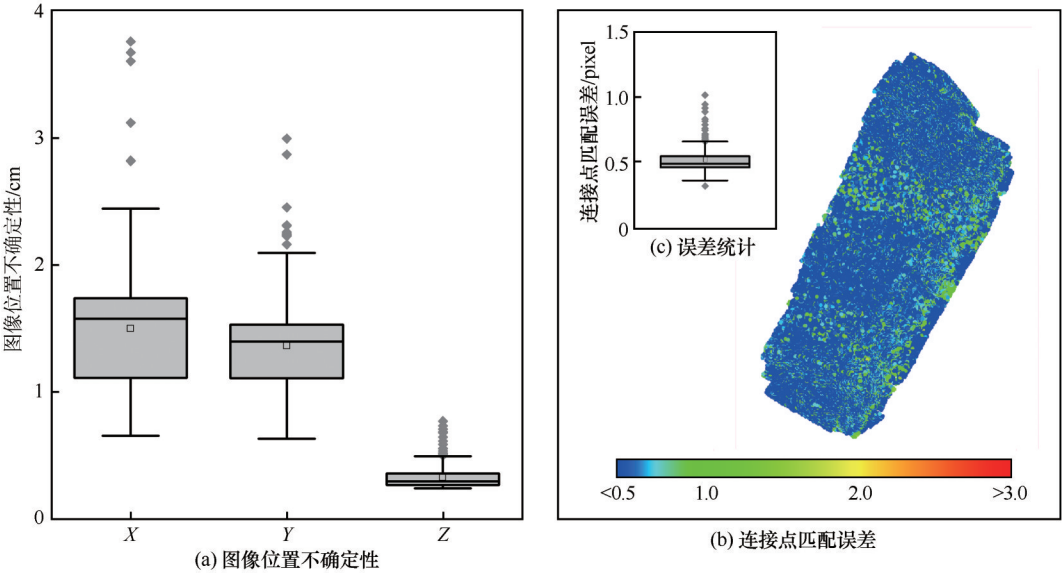 图像位置不确定性/cm
4
3
2
1
0
X Y Z
(a) 图像位置不确定性
连接点匹配误差/pixel
1.5
1.0
0.5
0
(c) 误差统计
<0.5 1.0 2.0 >3.0
(b) 连接点匹配误差